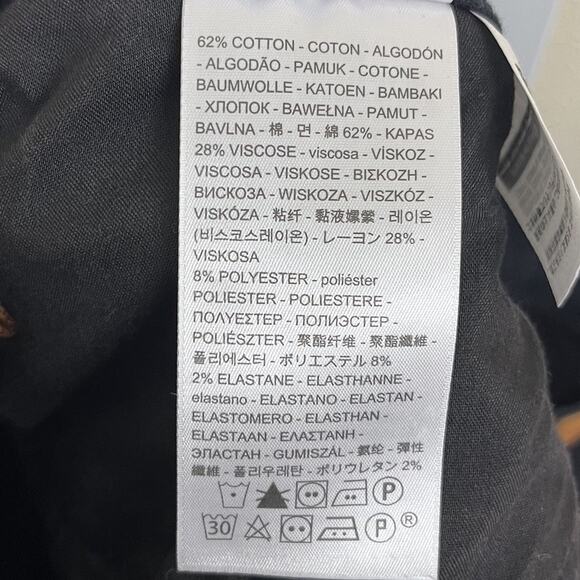 62% COTTON - COTON - ALGODÓN
- ALGODÃO - PAMUK - COTONE -
BAUMWOLLE - KATOEN - BAMBAKI
- ХЛОПОК - BAWEŁNA - PAMUT -
BAVLNA - 棉 - 면 - 綿 62% - KAPAS
28% VISCOSE - viscosa - VİSKOZ -
VISCOSA - VISKOSE - ΒΙΣΚΟΖΗ -
ВИСКОЗА - WISKOZA - VISZKÓZ -
VISKÓZA - 粘纤 - 黏液嫘縈 - 레이온
(비스코스레이온) - レーヨン 28% -
VISKOSA
8% POLYESTER - poliéster
POLIESTER - POLIESTERE -
ΠΟΛΥΕΣΤΕΡ - ПОЛИЭСТЕР -
POLIÉSZTER - 聚酯纤维 - 聚酯纖維 -
폴리에스터 - ポリエステル 8%
2% ELASTANE - ELASTHANNE -
elastano - ELASTANO - ELASTAN -
ELASTOMERO - ELASTHAN -
ELASTAAN - ΕΛΑΣΤΑΝΗ -
ЭЛАСТАН - GUMISZÁL - 氨纶 - 彈性
纖維 - 폴리우레탄 - ポリウレタン 2%
P
30 P ®